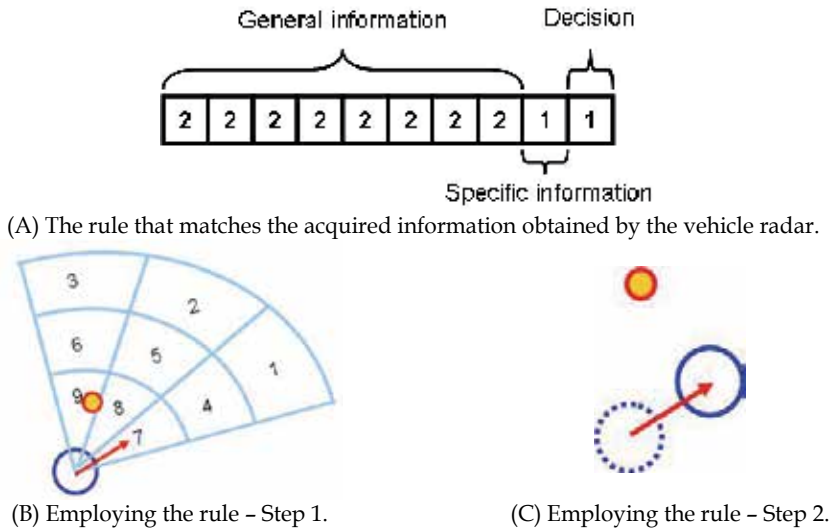 General information
Decision
2 2 2 2 2 2 2 2 1 1
Specific information
(A) The rule that matches the acquired information obtained by the vehicle radar.
3
2
6
5
1
9
8
4
7
(B) Employing the rule – Step 1.
(C) Employing the rule – Step 2.